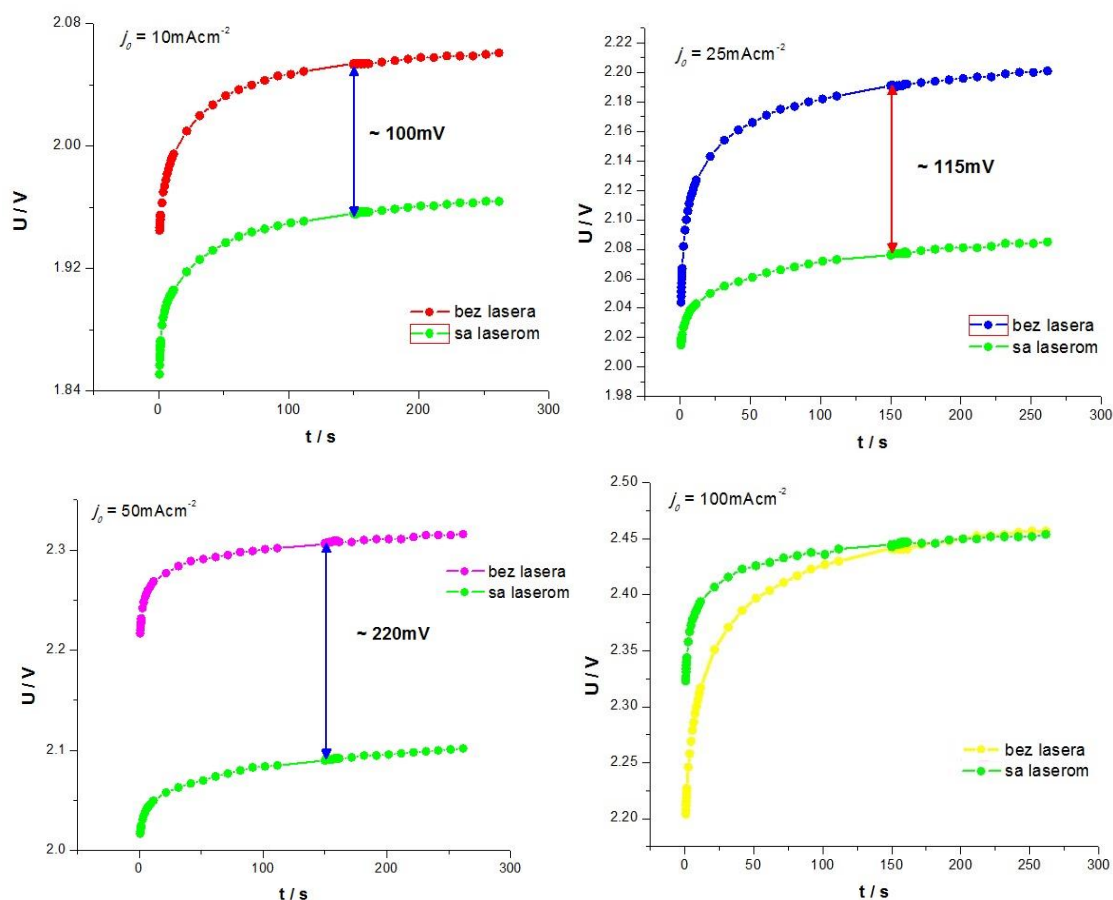 j₀ = 10mAcm⁻²
2.08
2.00
1.92
1.84
U / V
~ 100mV
bez lasera
sa laserom
0
100
200
300
t / s
j₀ = 25mAcm⁻²
2.22
2.20
2.18
2.16
2.14
2.12
2.10
2.08
2.06
2.04
2.02
2.00
1.98
U / V
~ 115mV
bez lasera
sa laserom
0
50
100
150
200
250
300
t / s
j₀ = 50mAcm⁻²
2.3
2.2
2.1
2.0
U / V
bez lasera
sa laserom
~ 220mV
0
50
100
150
200
250
300
t / s
j₀ = 100mAcm⁻²
2.50
2.45
2.40
2.35
2.30
2.25
2.20
U / V
bez lasera
sa laserom
0
50
100
150
200
250
300
t / s